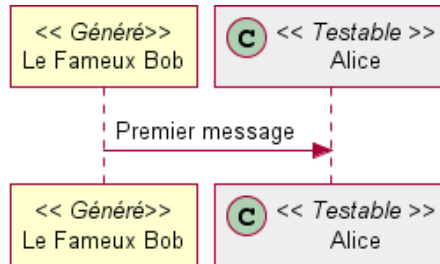 << Généré>>
Le Fameux Bob
C << Testable >>
Alice
Premier message
<< Généré>>
Le Fameux Bob
C << Testable >>
Alice